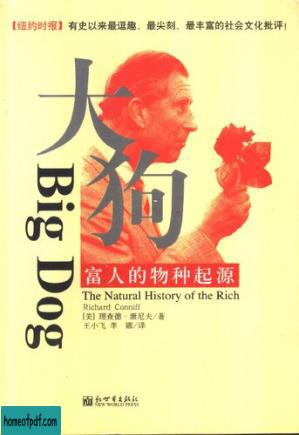 【纽约时报】有史以来最逗趣、最尖刻、最丰富的社会文化批评!
大狗
Big Dog
富人的物种起源
The Natural History of the Rich
Richard Conniff
[美] 理查德·康尼夫/著
王小飞 李娜/译
新世界出版社
NEW WORLD PRESS
homeofpdf.com